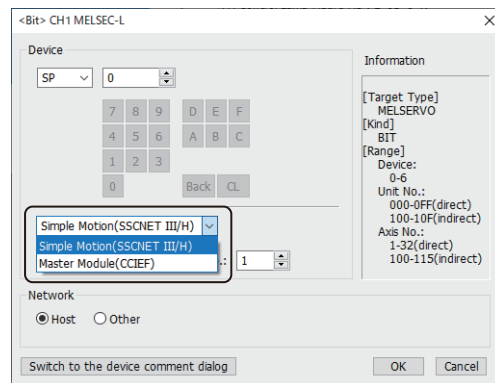 <Bit> CH1 MELSEC-L
Device
SP 0
7 8 9 D E F
4 5 6 A B C
1 2 3
0 Back CL
Simple Motion(SSCNET III/H)
Simple Motion(SSCNET III/H)
Master Module(CCIEF)
.: 1
Network
Host Other
Switch to the device comment dialog
Information
[Target Type]
MELSERVO
[Kind]
BIT
[Range]
Device:
0-6
Unit No.:
000-0FF(direct)
100-10F(indirect)
Axis No.:
1-32(direct)
100-115(indirect)
OK Cancel